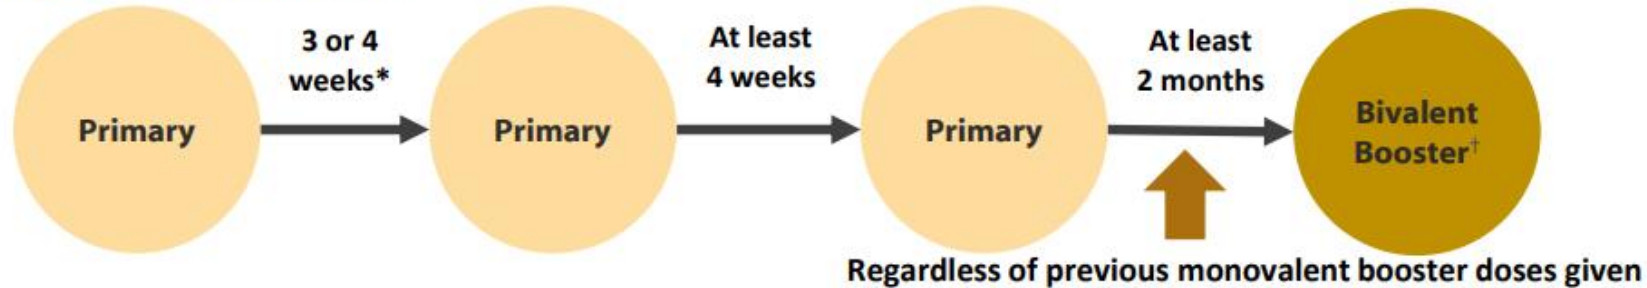 Primary
3 or 4
weeks*
Primary
At least
4 weeks
Primary
At least
2 months
Bivalent
Booster†
Regardless of previous monovalent booster doses given